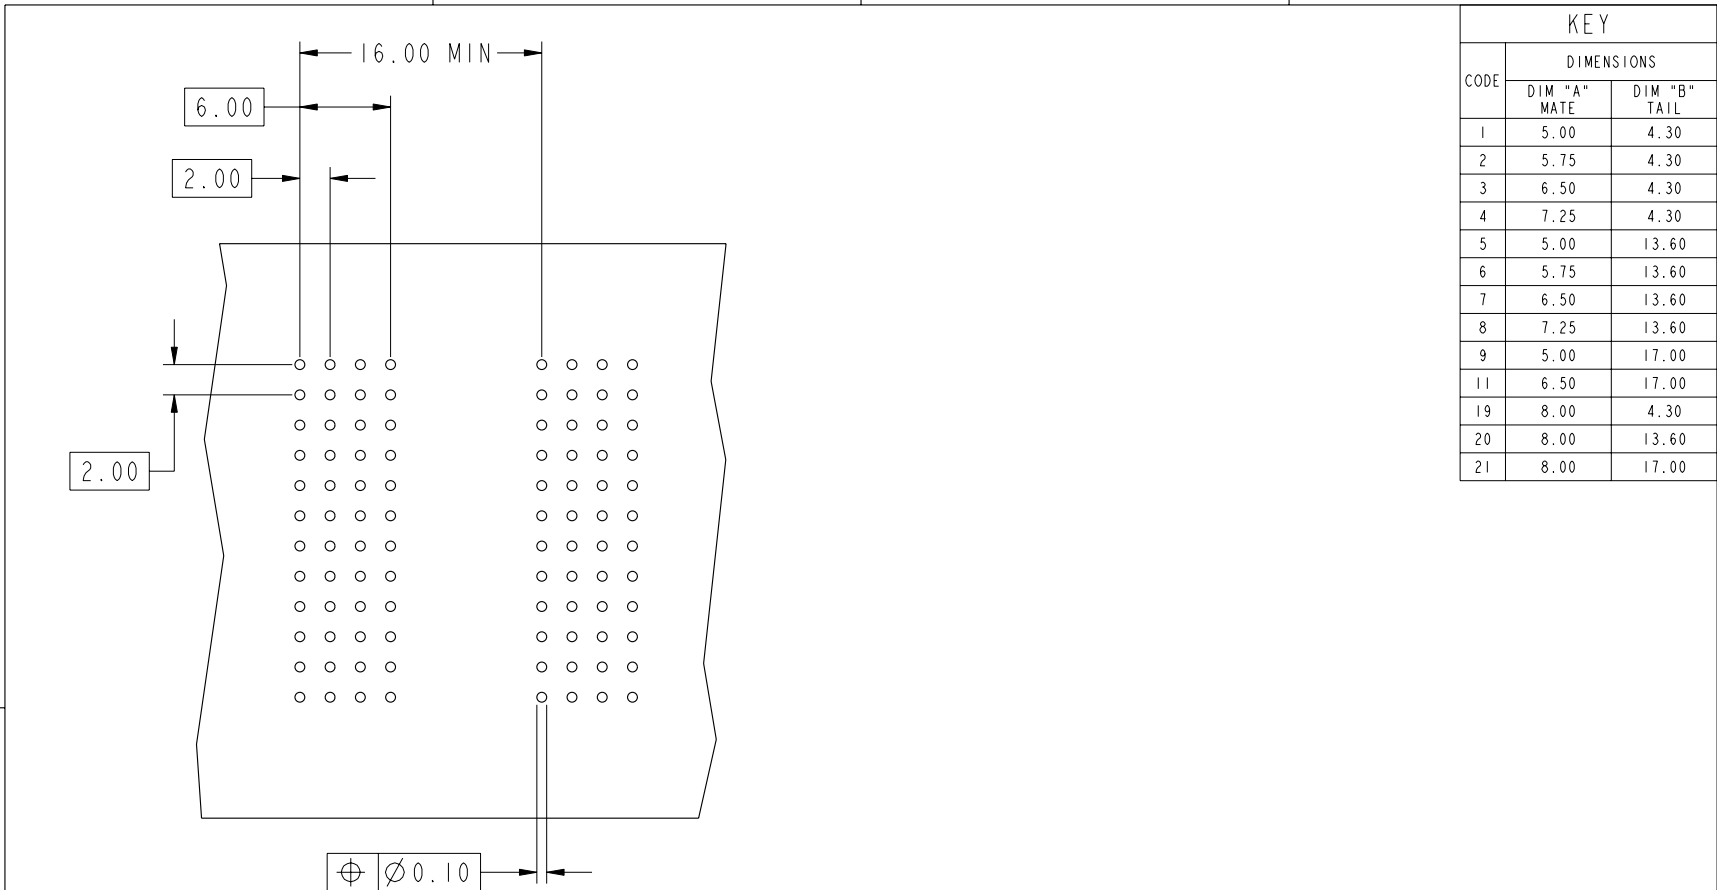 16.00 MIN
6.00
2.00
2.00
⌖ Ø0.10
KEY
CODE DIMENSIONS
DIM "A" MATE DIM "B" TAIL
1 5.00 4.30
2 5.75 4.30
3 6.50 4.30
4 7.25 4.30
5 5.00 13.60
6 5.75 13.60
7 6.50 13.60
8 7.25 13.60
9 5.00 17.00
11 6.50 17.00
19 8.00 4.30
20 8.00 13.60
21 8.00 17.00